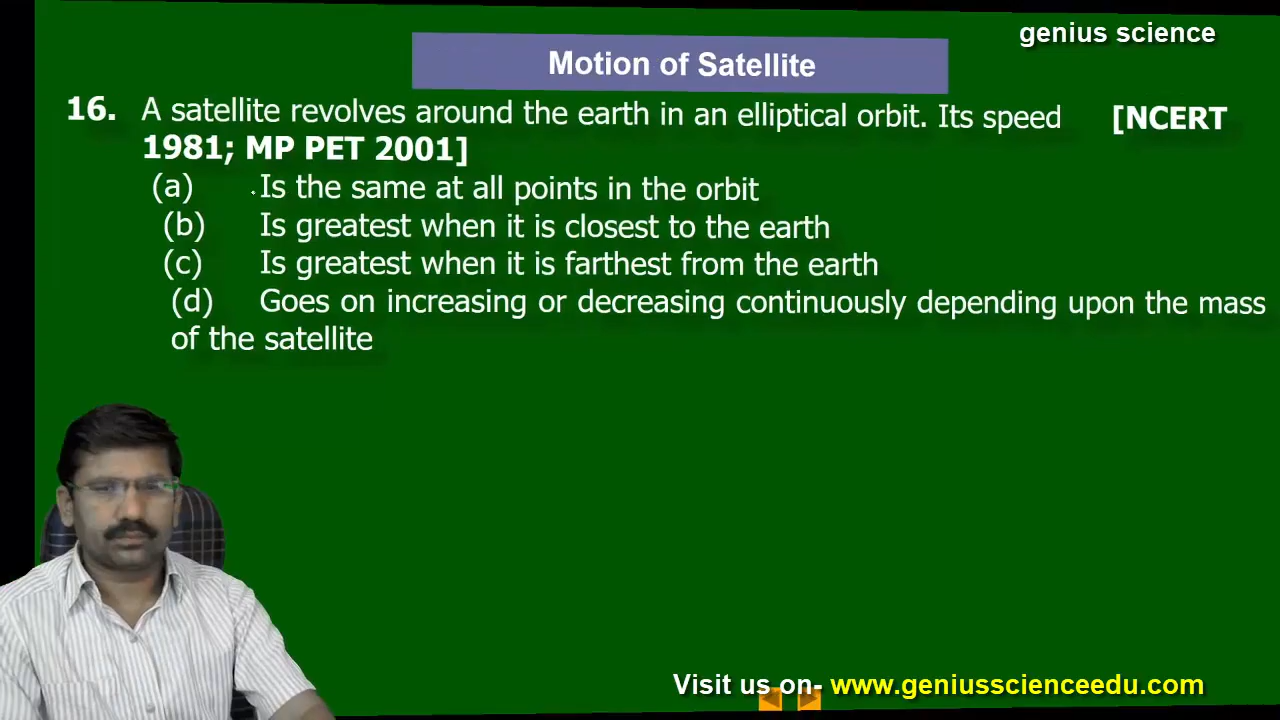 genius science
Motion of Satellite
16. A satellite revolves around the earth in an elliptical orbit. Its speed [NCERT
1981; MP PET 2001]
(a) Is the same at all points in the orbit
(b) Is greatest when it is closest to the earth
(c) Is greatest when it is farthest from the earth
(d) Goes on increasing or decreasing continuously depending upon the mass
of the satellite
Visit us on- www.geniusscienceedu.com